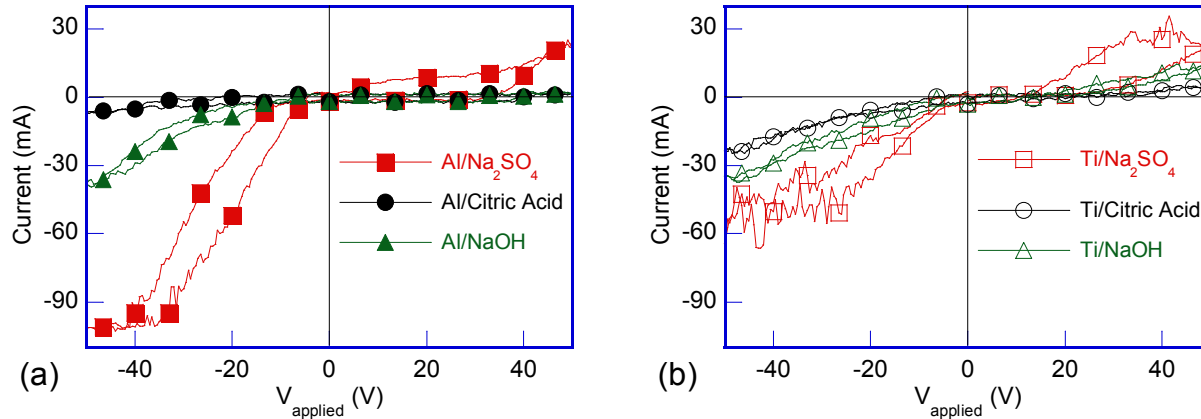 30
0
-30
-60
-90
Current (mA)
Al/Na₂SO₄
Al/Citric Acid
Al/NaOH
-40 -20 0 20 40
V_applied (V)
(a)
30
0
-30
-60
-90
Current (mA)
Ti/Na₂SO₄
Ti/Citric Acid
Ti/NaOH
-40 -20 0 20 40
V_applied (V)
(b)